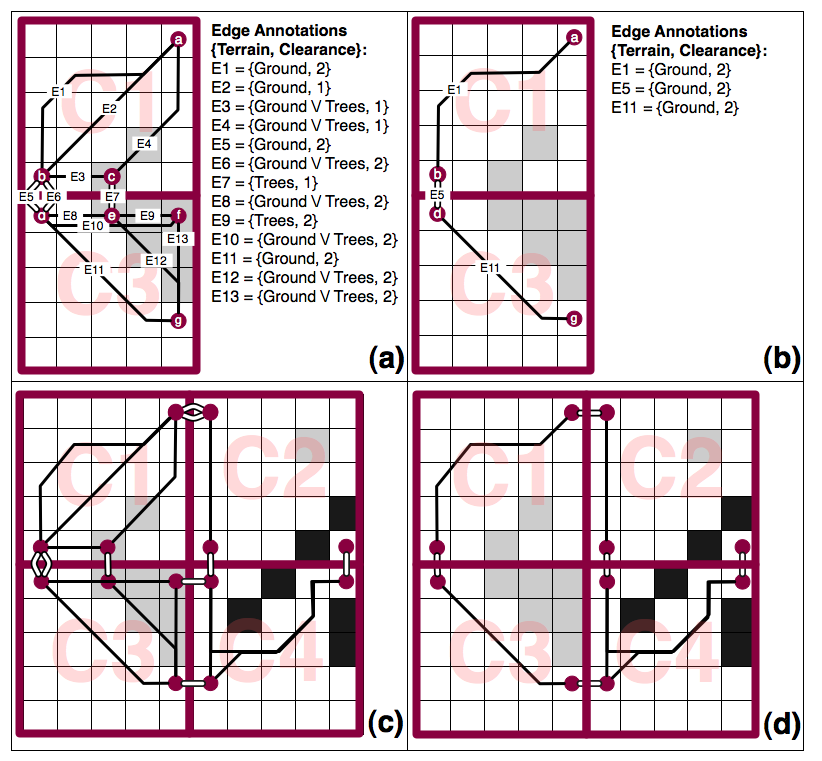 Edge Annotations
{Terrain, Clearance}:
E1 = {Ground, 2}
E2 = {Ground, 1}
E3 = {Ground \/ Trees, 1}
E4 = {Ground \/ Trees, 1}
E5 = {Ground, 2}
E6 = {Ground \/ Trees, 2}
E7 = {Trees, 1}
E8 = {Ground \/ Trees, 2}
E9 = {Trees, 2}
E10 = {Ground \/ Trees, 2}
E11 = {Ground, 2}
E12 = {Ground \/ Trees, 2}
E13 = {Ground \/ Trees, 2}
(a)
a
C1
E1
E2
E4
b E3 c
E5 E6 E7
d E8 e E9 f
E10
E13
E11 E12
C3
g
Edge Annotations
{Terrain, Clearance}:
E1 = {Ground, 2}
E5 = {Ground, 2}
E11 = {Ground, 2}
(b)
a
E1
C1
b
E5
d
E11
C3
g
C1 C2
C3 C4
(c)
C1 C2
C3 C4
(d)